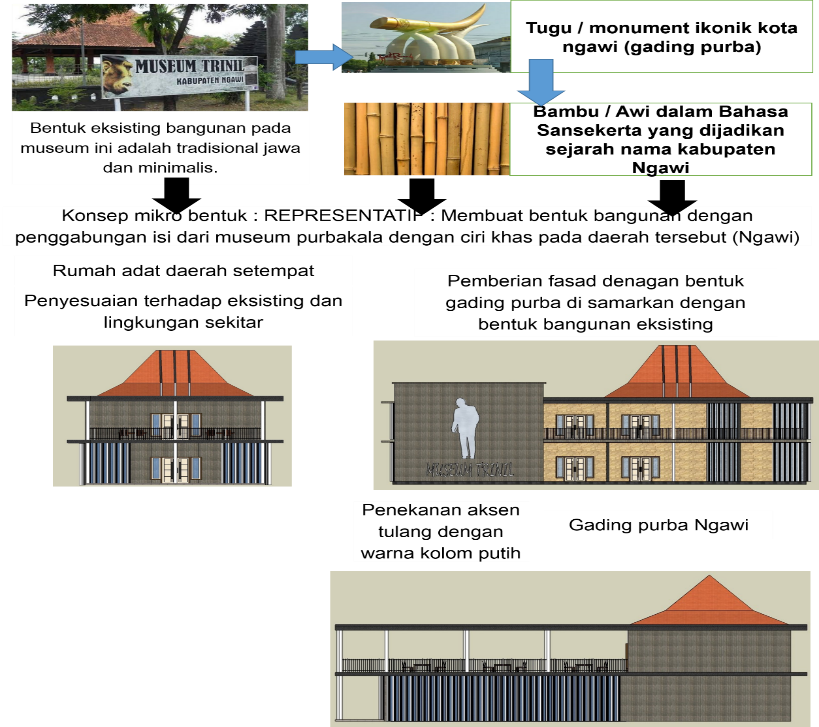 MUSEUM TRINIL
KABUPATEN NGAWI
Tugu / monument ikonik kota
ngawi (gading purba)
Bentuk eksisting bangunan pada
museum ini adalah tradisional jawa
dan minimalis.
Bambu / Awi dalam Bahasa
Sansekerta yang dijadikan
sejarah nama kabupaten
Ngawi
Konsep mikro bentuk : REPRESENTATIF : Membuat bentuk bangunan dengan
penggabungan isi dari museum purbakala dengan ciri khas pada daerah tersebut (Ngawi)
Rumah adat daerah setempat
Penyesuaian terhadap eksisting dan
lingkungan sekitar
Pemberian fasad denagan bentuk
gading purba di samarkan dengan
bentuk bangunan eksisting
MUSEUM TRINIL
Penekanan aksen
tulang dengan
warna kolom putih
Gading purba Ngawi